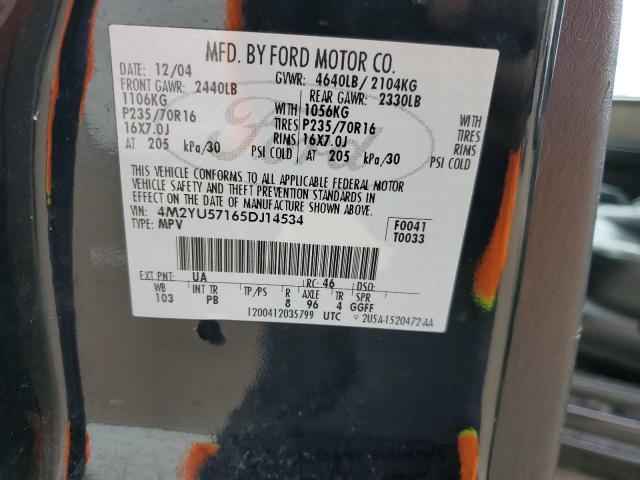 MFD. BY FORD MOTOR CO.
DATE: 12/04 GVWR: 4640LB/ 2104KG
FRONT GAWR: 2440LB REAR GAWR: 2330LB
1106KG WITH 1056KG WITH
P235/70R16 TIRES P235/70R16 TIRES
16X7.0J RIMS 16X7.0J RIMS
AT 205 kPa/30 PSI COLD AT 205 kPa/30 PSI COLD
THIS VEHICLE CONFORMS TO ALL APPLICABLE FEDERAL MOTOR
VEHICLE SAFETY AND THEFT PREVENTION STANDARDS IN
EFFECT ON THE DATE OF MANUFACTURE SHOWN ABOVE.
VIN: 4M2YU57165DJ14534 F0041
TYPE: MPV T0033
EXT PNT: UA RC: 46 DSO:
WB INT TR TP/PS R AXLE TR SPR
103 PB 8 96 4 GGFF
1200412035799 UTC 2U5A-1520472-AA
Ford